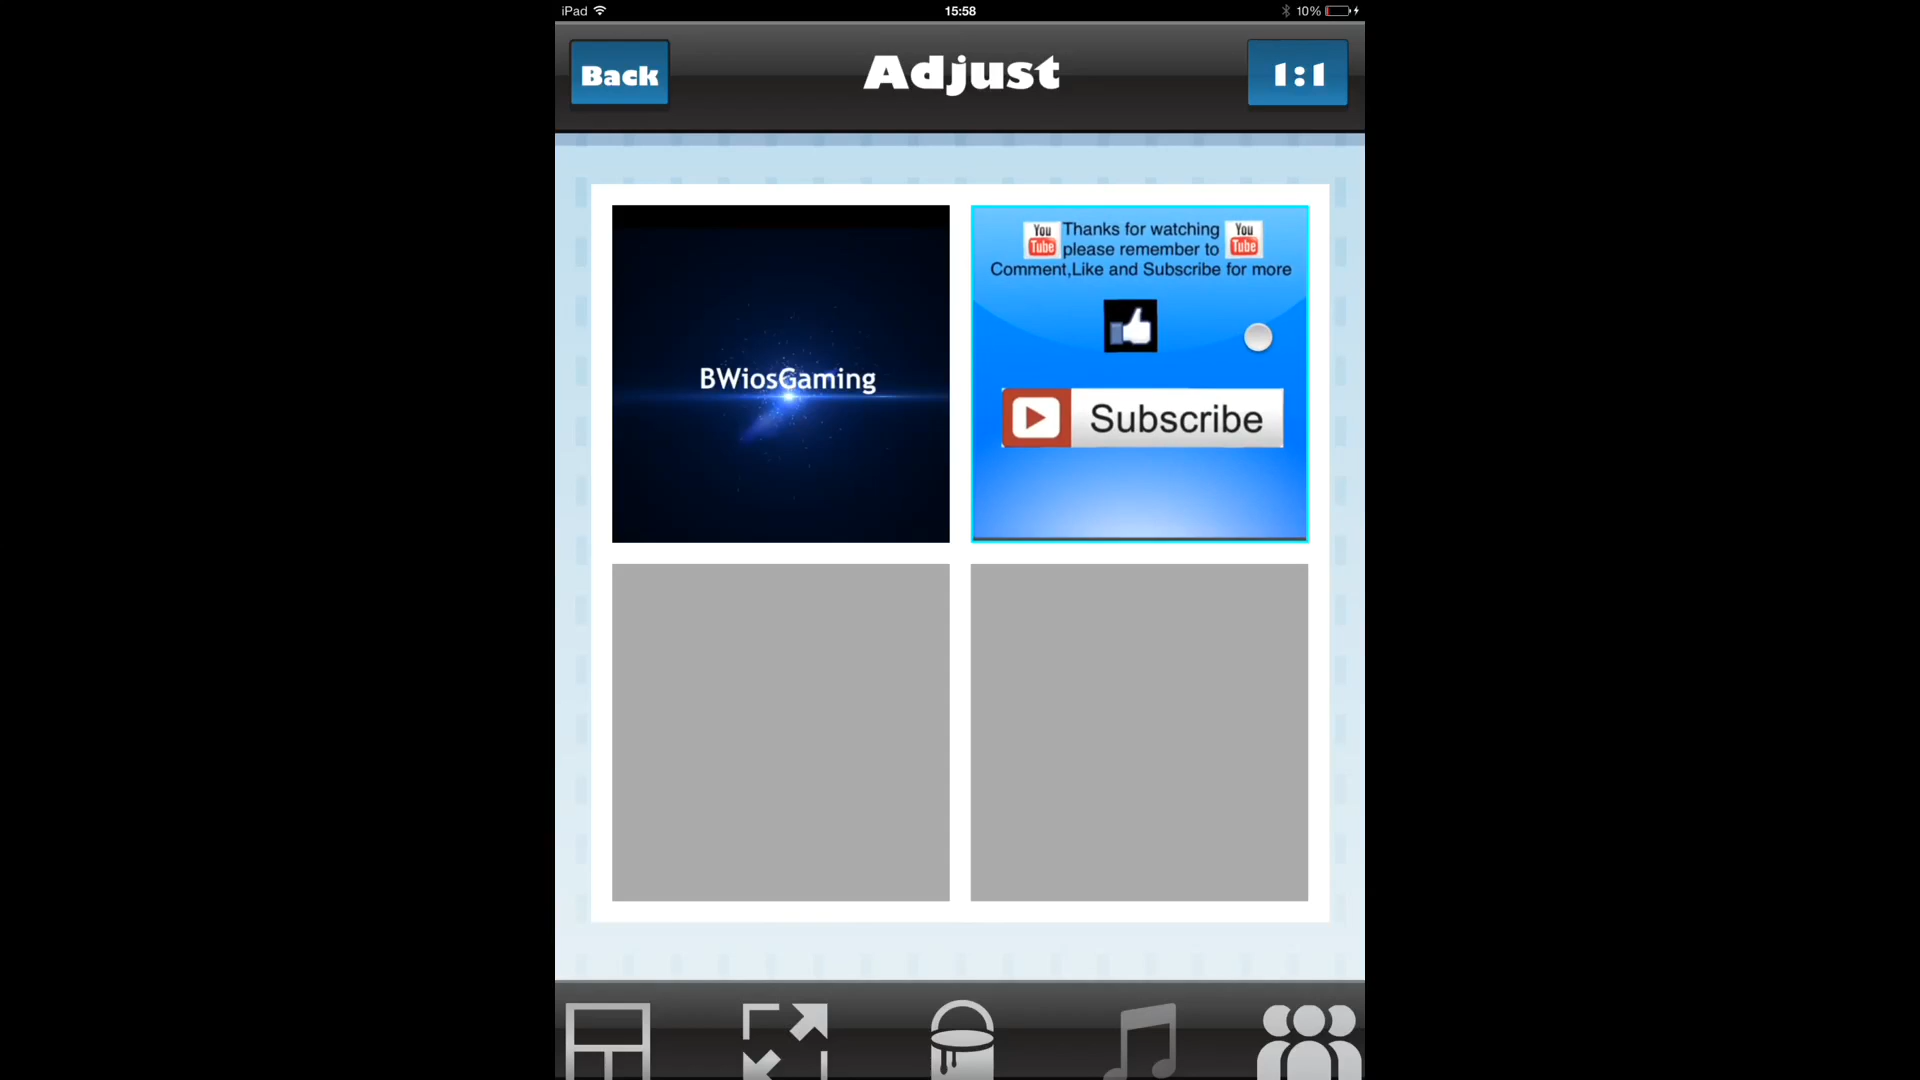 iPad 15:58 10%
Back Adjust 1:1
BWiosGaming
You Tube Thanks for watching You Tube
please remember to
Comment,Like and Subscribe for more
Subscribe